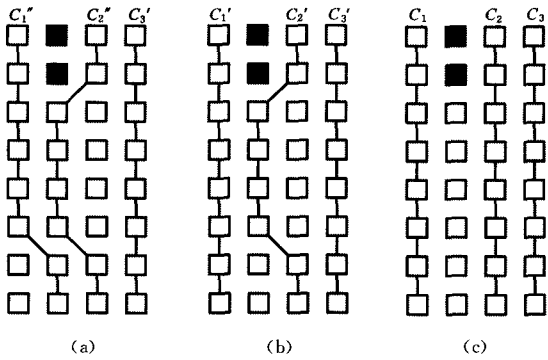 C₁″ C₂″ C₃′ C₁′ C₂′ C₃′ C₁ C₂ C₃
(a) (b) (c)